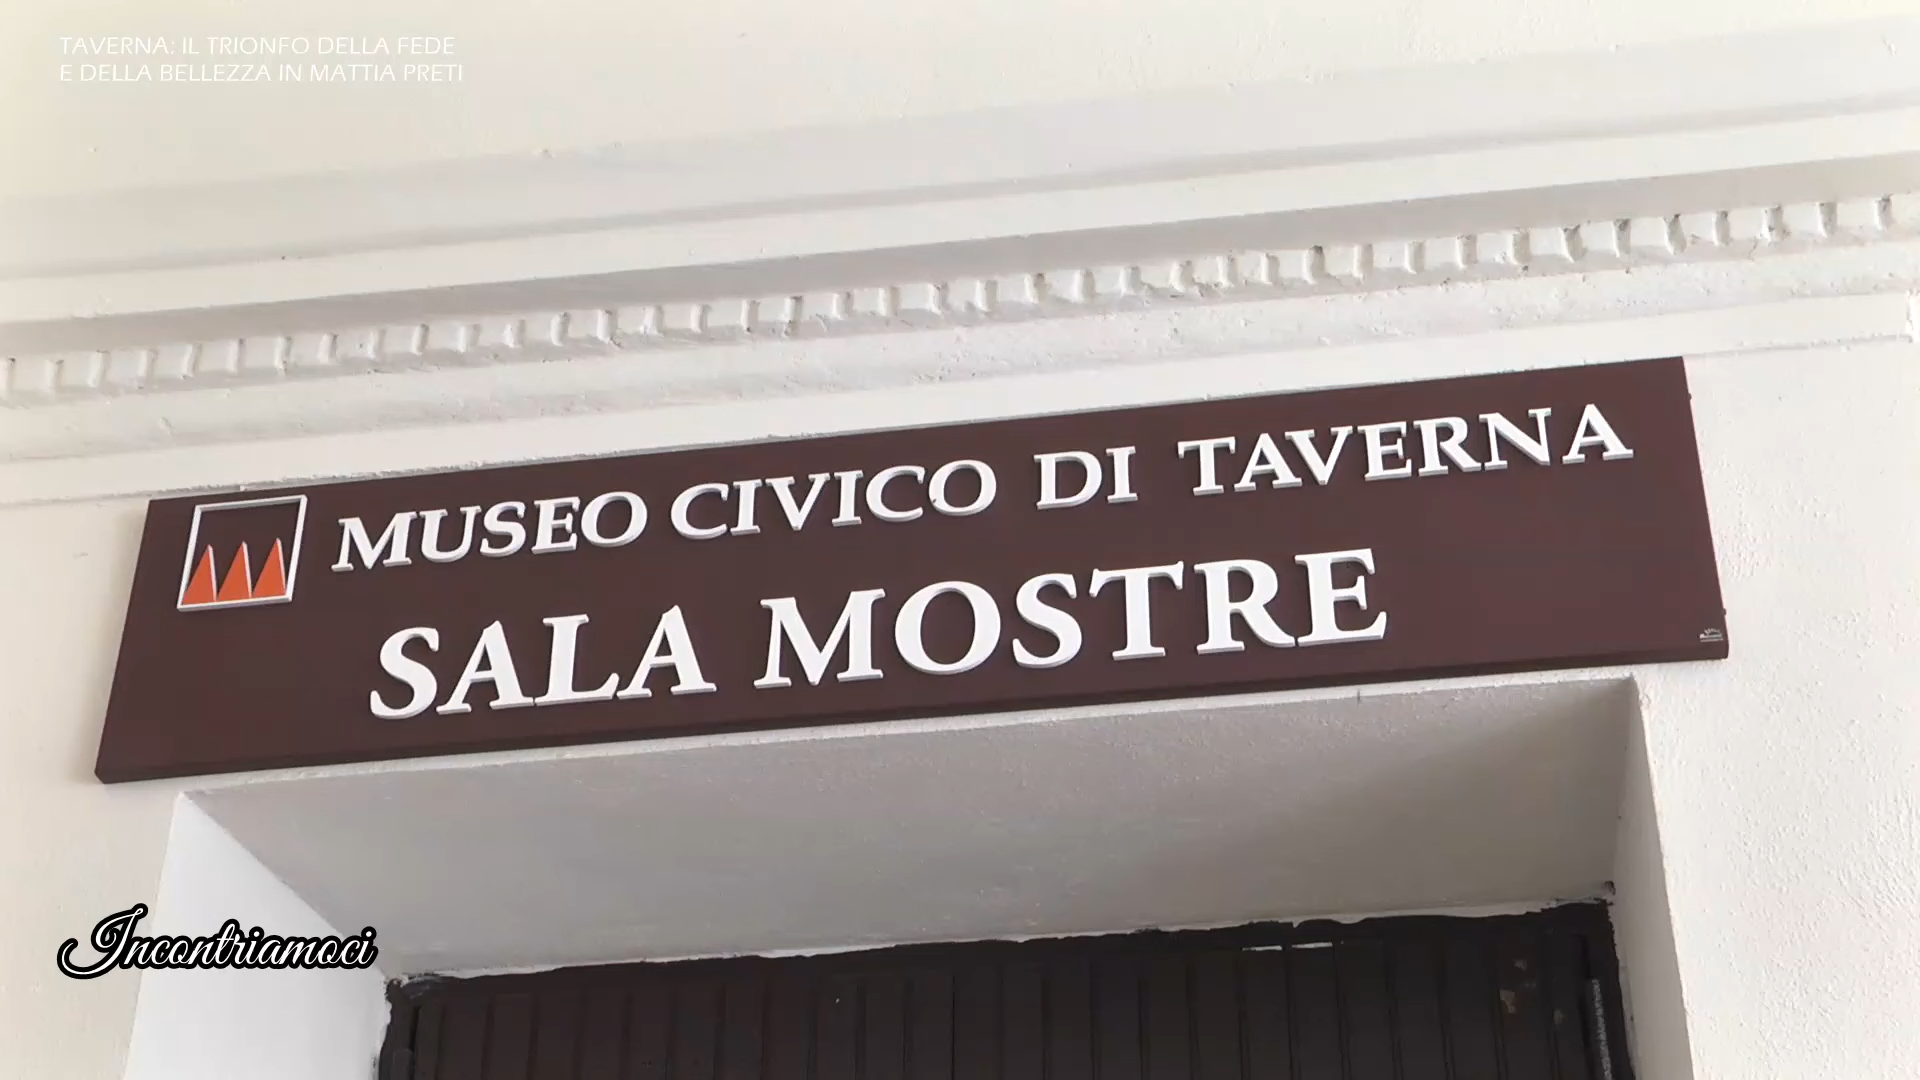 TAVERNA: IL TRIONFO DELLA FEDE
E DELLA BELLEZZA IN MATTIA PRETI
MUSEO CIVICO DI TAVERNA
SALA MOSTRE
Incontriamoci